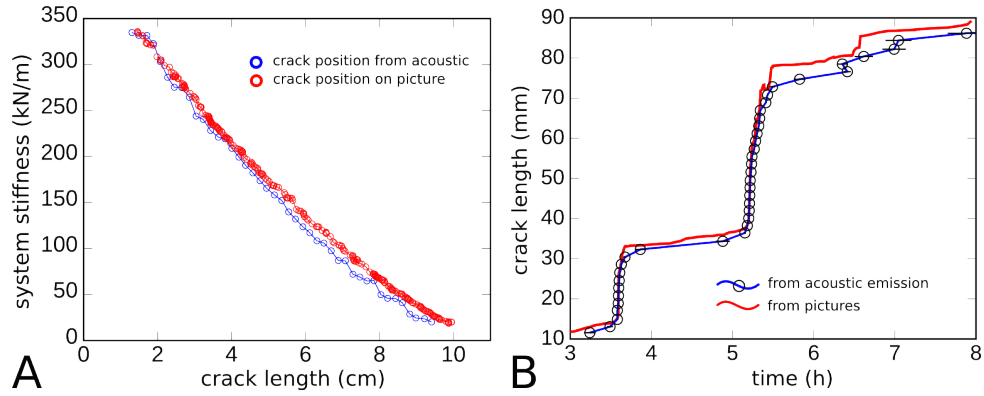 system stiffness (kN/m)
350
300
250
200
150
100
50
0
0
2
4
6
8
10
crack length (cm)
crack position from acoustic
crack position on picture
A
crack length (mm)
90
80
70
60
50
40
30
20
10
3
4
5
6
7
8
time (h)
from acoustic emission
from pictures
B